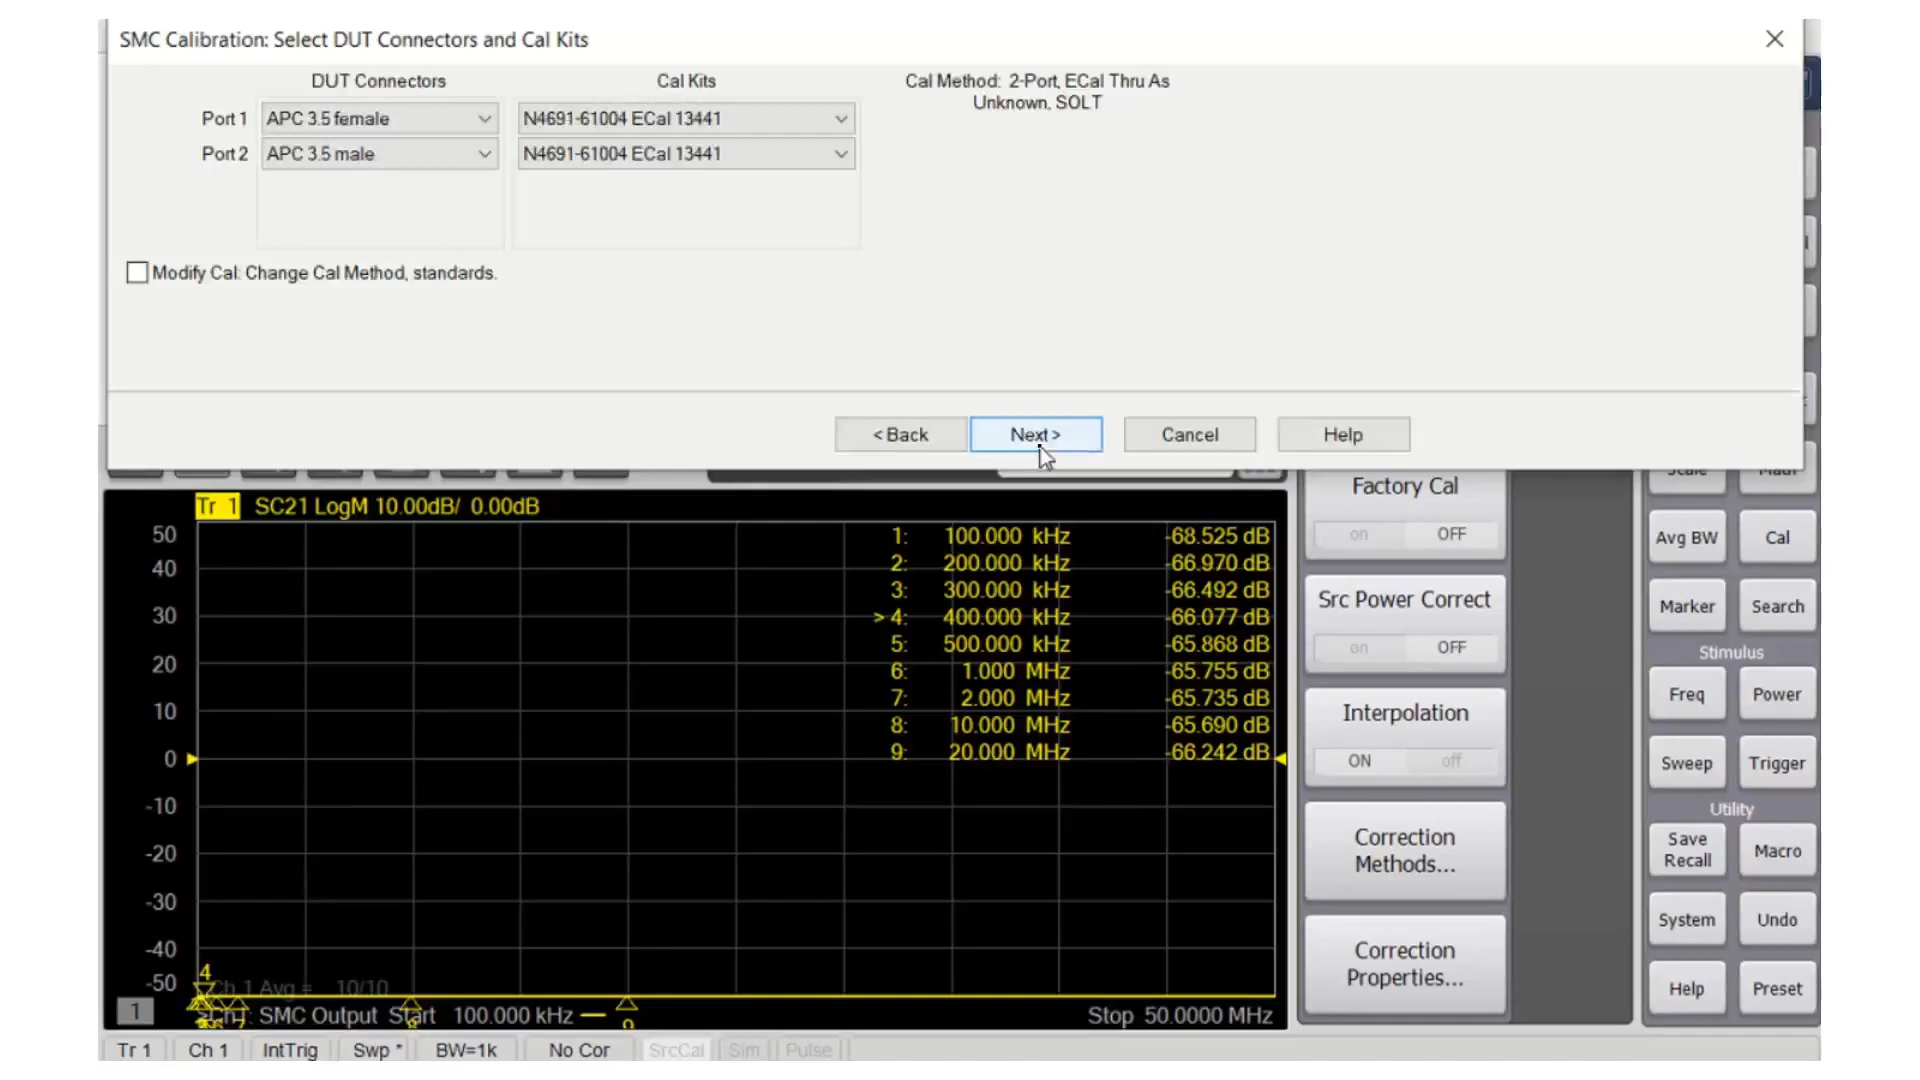 SMC Calibration: Select DUT Connectors and Cal Kits
DUT Connectors
Cal Kits
Cal Method: 2-Port, ECal Thru As
Unknown, SOLT
Port 1
APC 3.5 female
N4691-61004 ECal 13441
Port 2
APC 3.5 male
N4691-61004 ECal 13441
Modify Cal: Change Cal Method, standards.
< Back
Next >
Cancel
Help
Tr 1 SC21 LogM 10.00dB/ 0.00dB
50
40
30
20
10
0
-10
-20
-30
-40
-50
1: 100.000 kHz -68.525 dB
2: 200.000 kHz -66.970 dB
3: 300.000 kHz -66.492 dB
> 4: 400.000 kHz -66.077 dB
5: 500.000 kHz -65.868 dB
6: 1.000 MHz -65.755 dB
7: 2.000 MHz -65.735 dB
8: 10.000 MHz -65.690 dB
9: 20.000 MHz -66.242 dB
4
Ch 1 Avg = 10/10
1
>Ch1: SMC Output Start 100.000 kHz
Stop 50.0000 MHz
Tr 1
Ch 1
IntTrig
Swp *
BW=1k
No Cor
SrcCal
Sim
Pulse
Factory Cal
on OFF
Src Power Correct
on OFF
Interpolation
ON off
Correction
Methods...
Correction
Properties...
Scale
Math
Avg BW
Cal
Marker
Search
Stimulus
Freq
Power
Sweep
Trigger
Utility
Save
Recall
Macro
System
Undo
Help
Preset